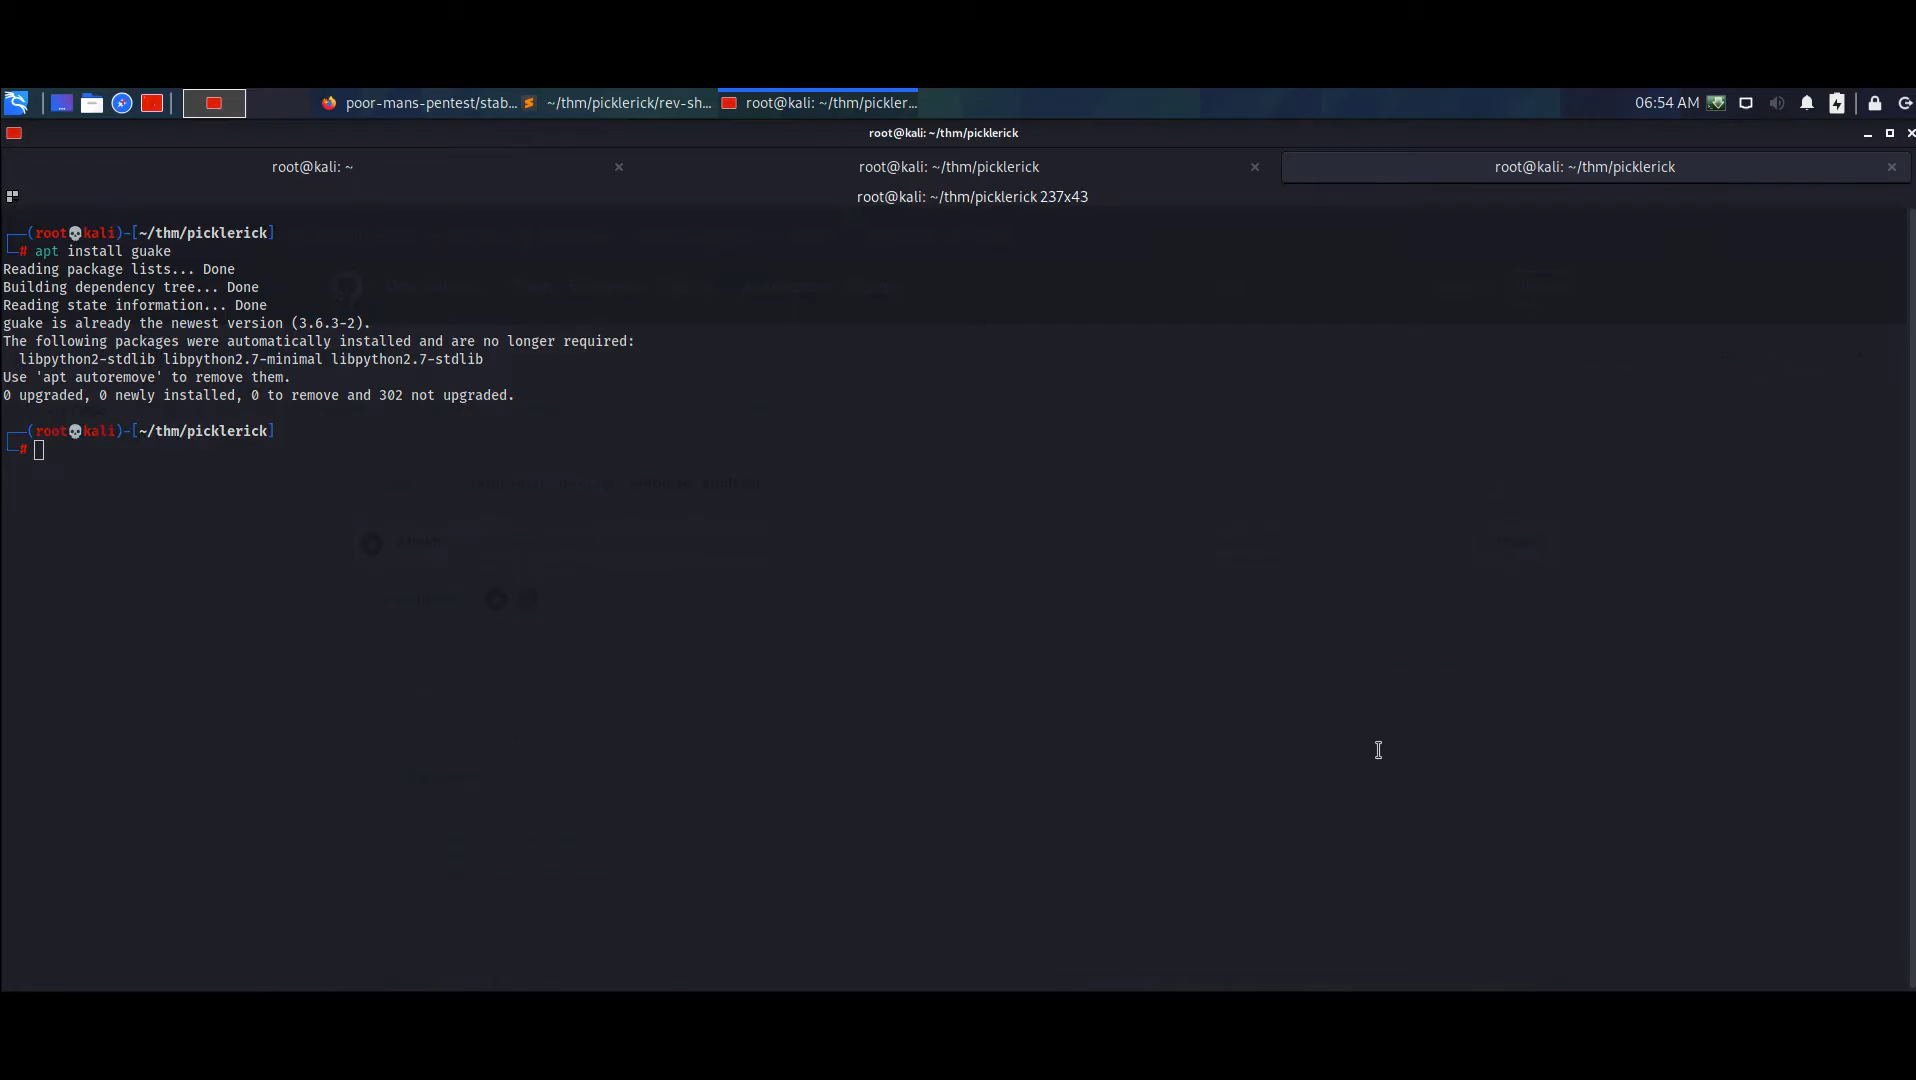 poor-mans-pentest/stab... ~/thm/picklerick/rev-sh... root@kali: ~/thm/pickler... 06:54 AM
root@kali: ~/thm/picklerick
root@kali: ~ × root@kali: ~/thm/picklerick × root@kali: ~/thm/picklerick ×
root@kali: ~/thm/picklerick 237x43
┌──(root💀kali)-[~/thm/picklerick]
└─# apt install guake
Reading package lists... Done
Building dependency tree... Done
Reading state information... Done
guake is already the newest version (3.6.3-2).
The following packages were automatically installed and are no longer required:
  libpython2-stdlib libpython2.7-minimal libpython2.7-stdlib
Use 'apt autoremove' to remove them.
0 upgraded, 0 newly installed, 0 to remove and 302 not upgraded.
┌──(root💀kali)-[~/thm/picklerick]
└─#